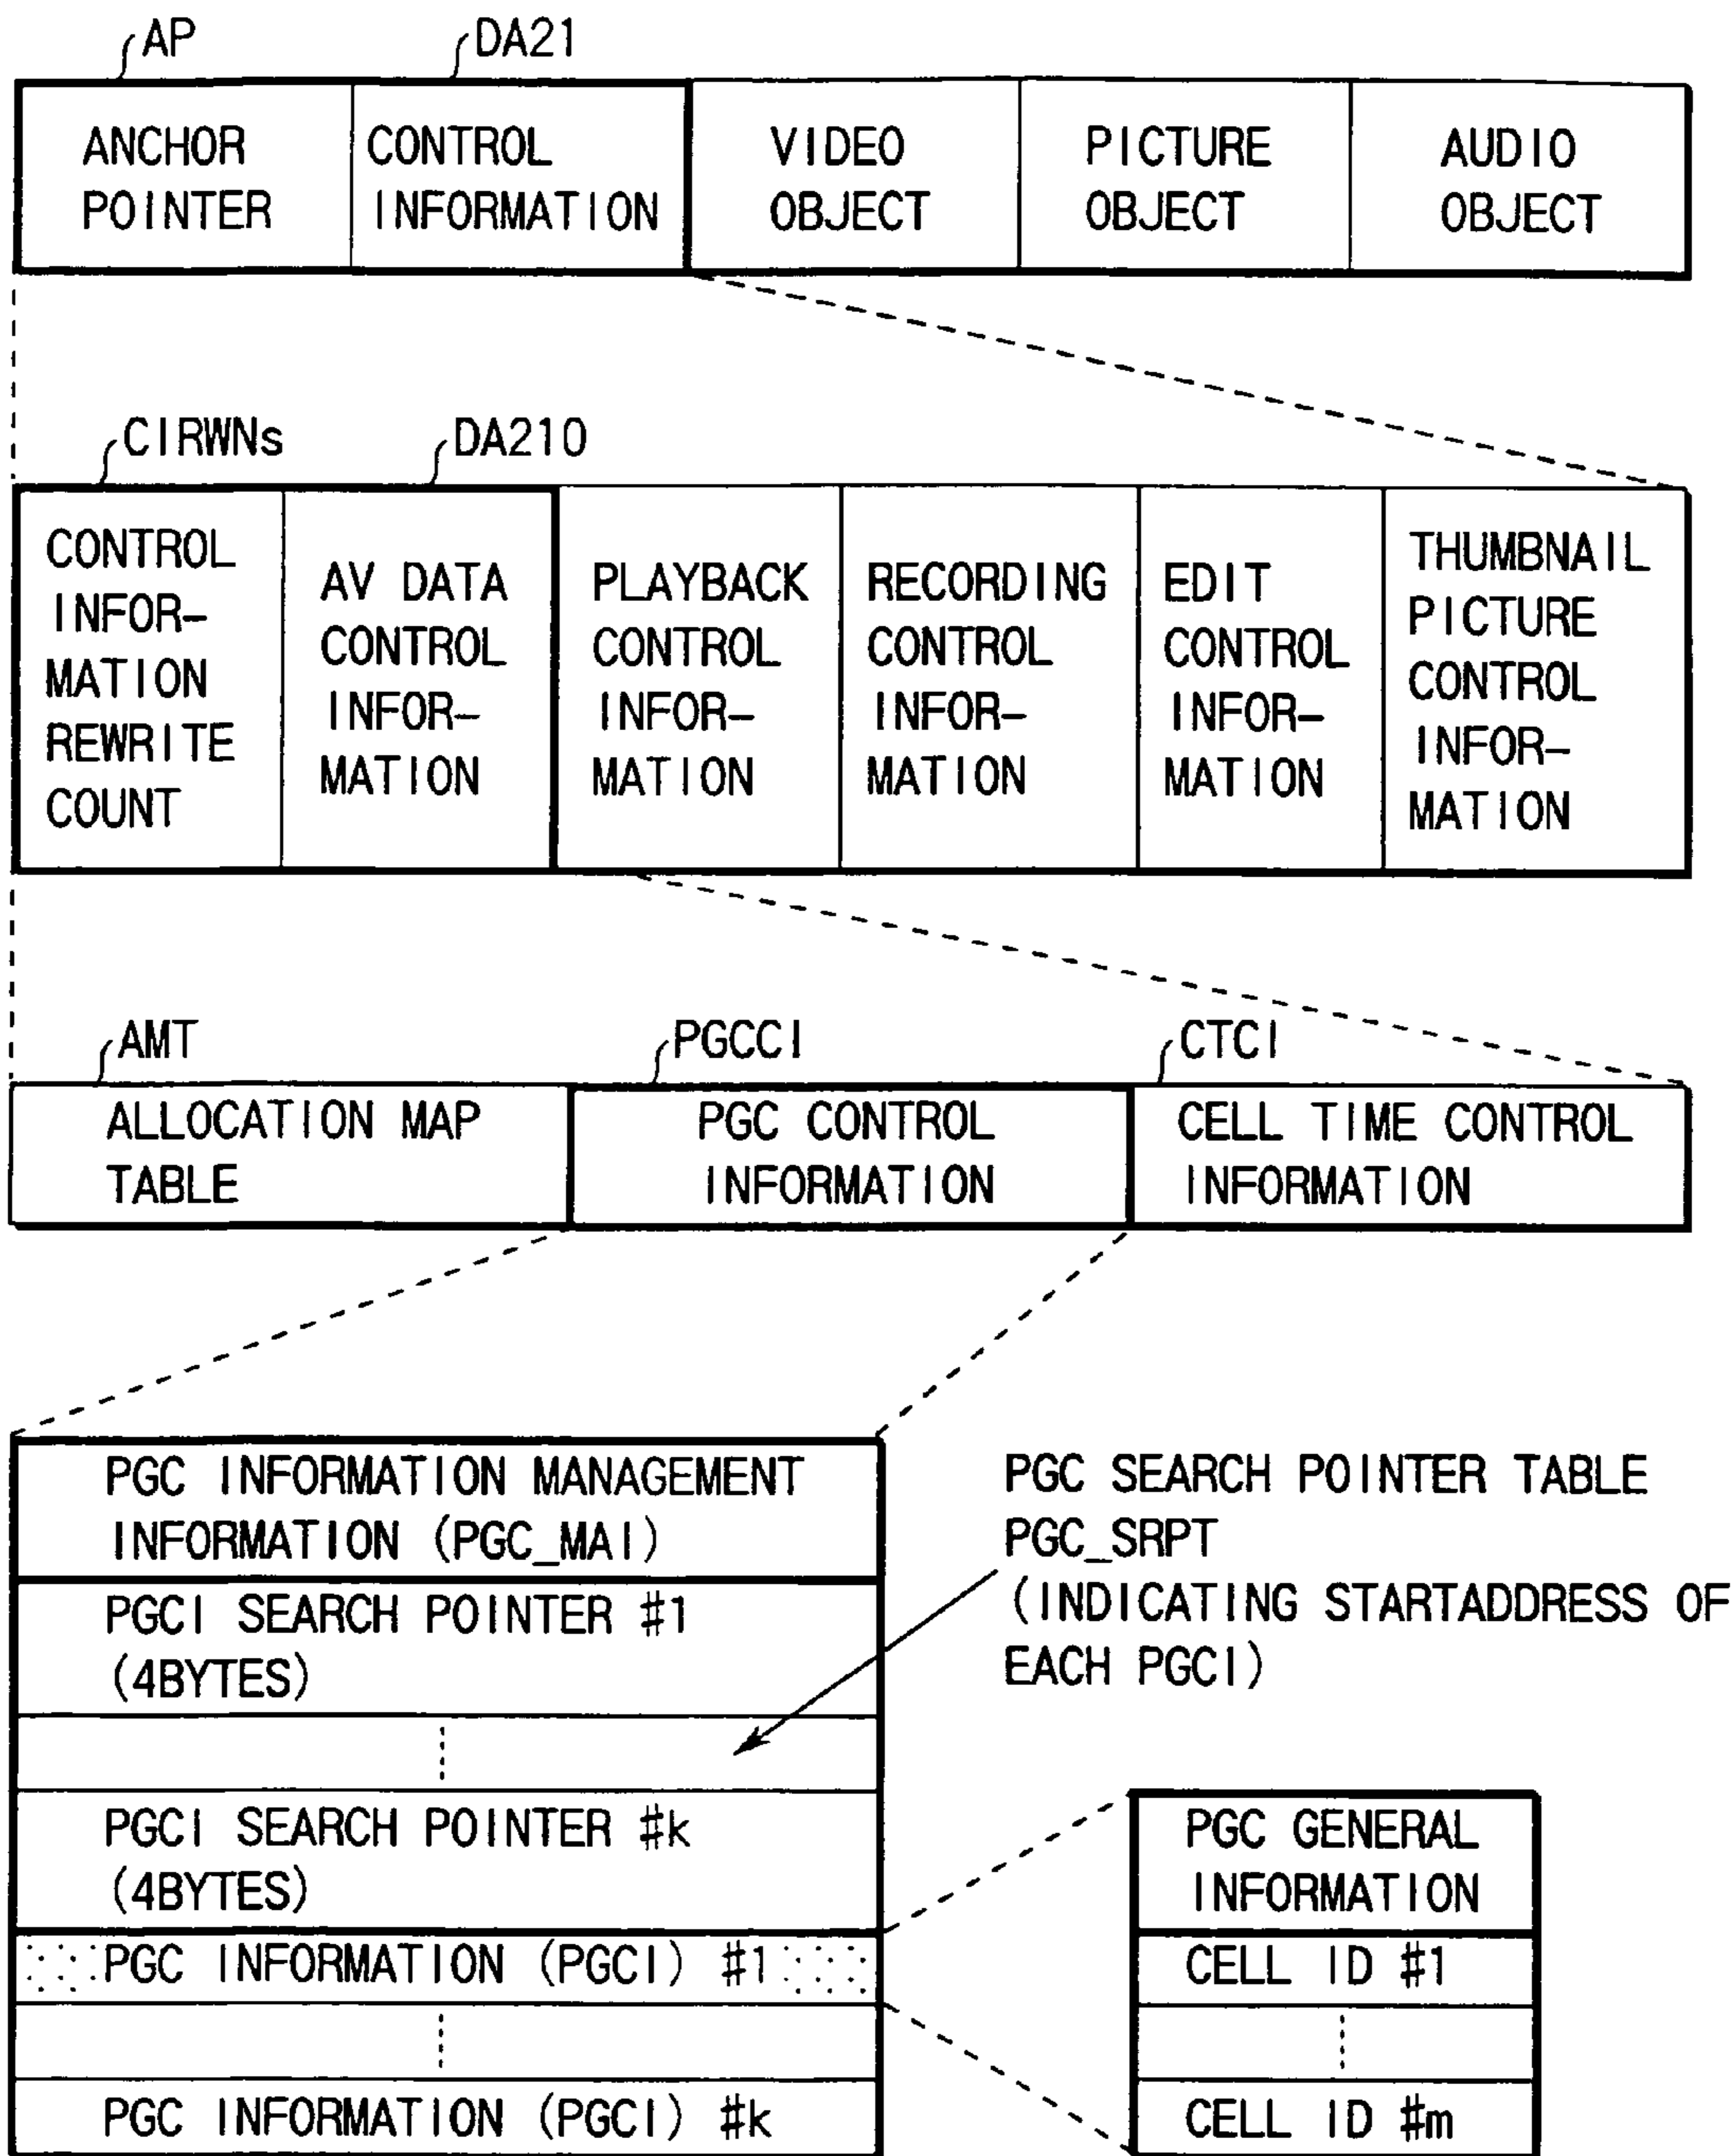 AP
DA21
ANCHOR
POINTER
CONTROL
INFORMATION
VIDEO
OBJECT
PICTURE
OBJECT
AUDIO
OBJECT
CIRWNs
DA210
CONTROL
INFOR-
MATION
REWRITE
COUNT
AV DATA
CONTROL
INFOR-
MATION
PLAYBACK
CONTROL
INFOR-
MATION
RECORDING
CONTROL
INFOR-
MATION
EDIT
CONTROL
INFOR-
MATION
THUMBNAIL
PICTURE
CONTROL
INFOR-
MATION
AMT
PGCCI
CTCI
ALLOCATION MAP
TABLE
PGC CONTROL
INFORMATION
CELL TIME CONTROL
INFORMATION
PGC INFORMATION MANAGEMENT
INFORMATION (PGC_MAI)
PGCI SEARCH POINTER #1
(4BYTES)
PGCI SEARCH POINTER #k
(4BYTES)
PGC INFORMATION (PGCI) #1
PGC INFORMATION (PGCI) #k
PGC SEARCH POINTER TABLE
PGC_SRPT
(INDICATING STARTADDRESS OF
EACH PGCI)
PGC GENERAL
INFORMATION
CELL ID #1
CELL ID #m